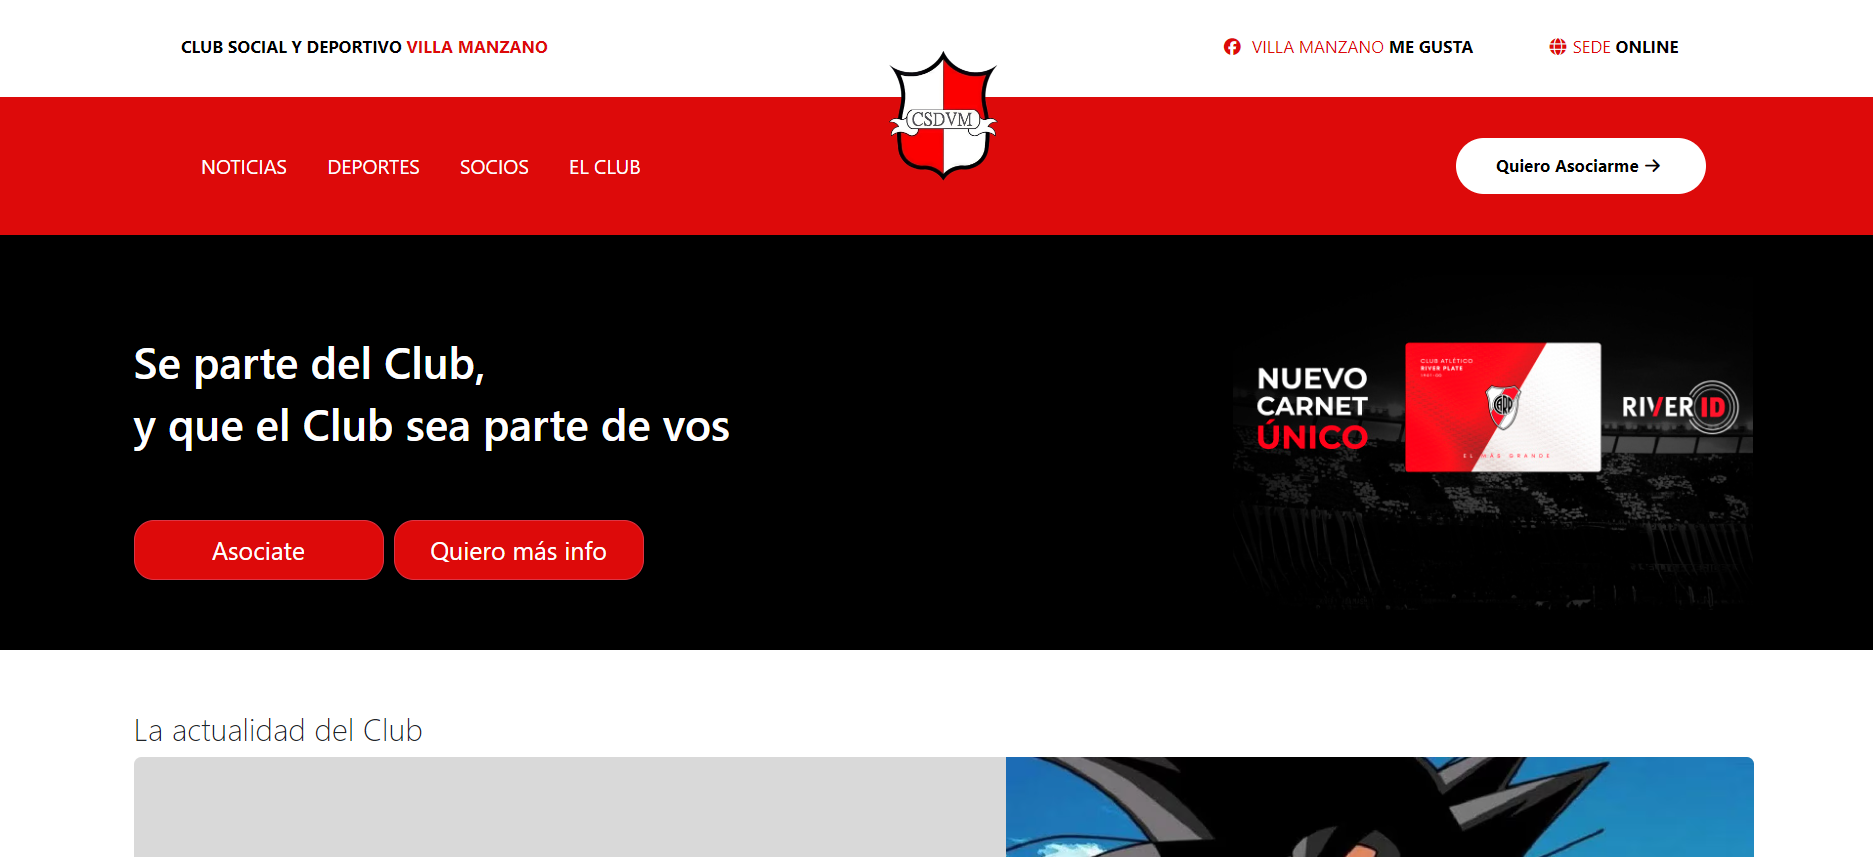 CLUB SOCIAL Y DEPORTIVO VILLA MANZANO
VILLA MANZANO ME GUSTA
SEDE ONLINE
CSDVM
NOTICIAS
DEPORTES
SOCIOS
EL CLUB
Quiero Asociarme →
Se parte del Club,
y que el Club sea parte de vos
Asociate
Quiero más info
NUEVO
CARNET
ÚNICO
CLUB ATLÉTICO
RIVER PLATE
CARP
EL MÁS GRANDE
RIVER ID
La actualidad del Club